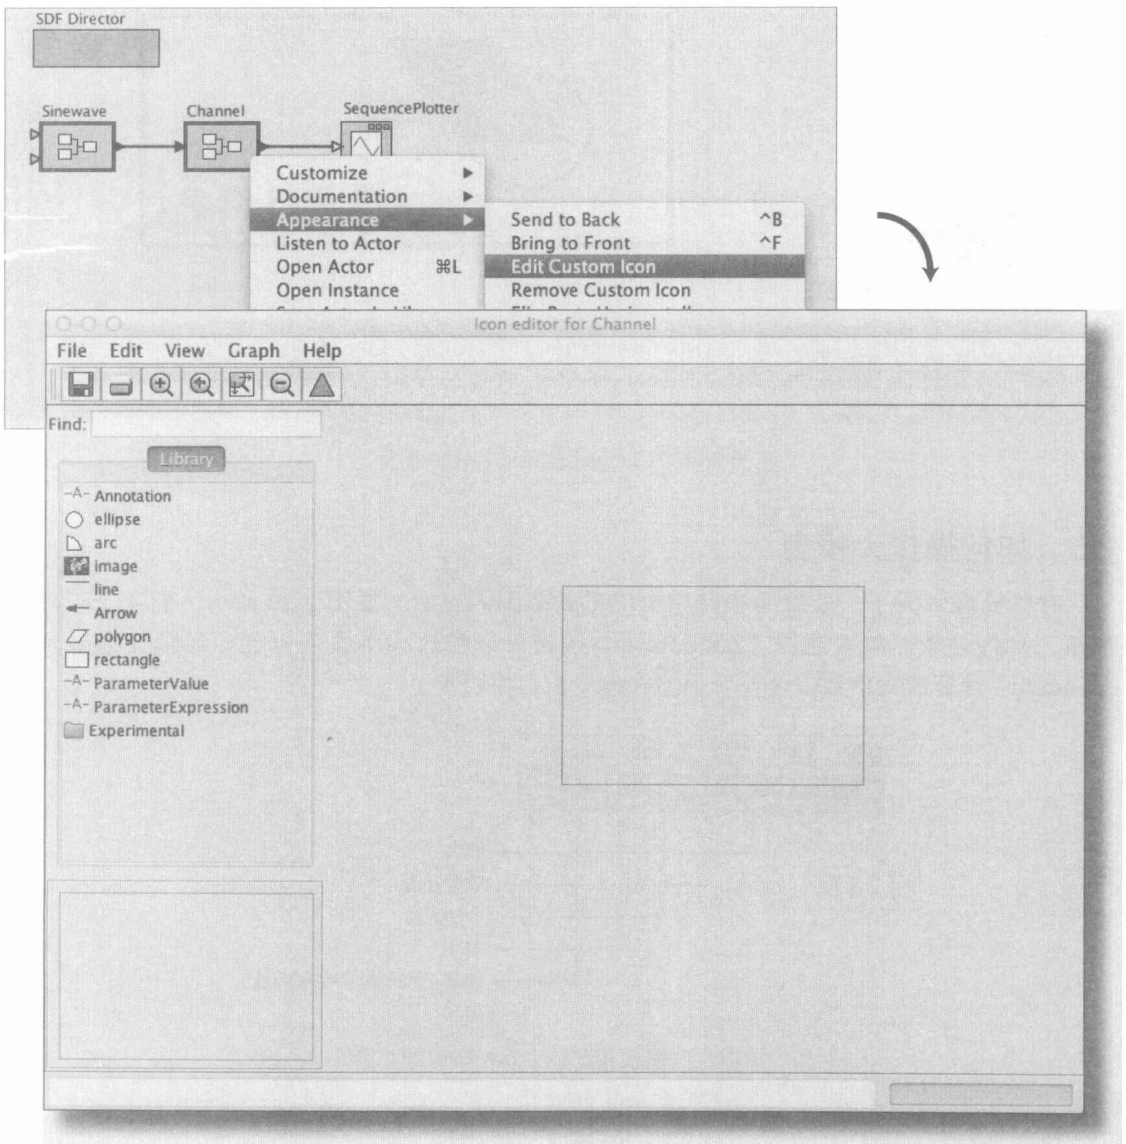 SDF Director
Sinewave
Channel
SequencePlotter
Customize
Documentation
Appearance
Listen to Actor
Open Actor ⌘L
Open Instance
Send to Back ^B
Bring to Front ^F
Edit Custom Icon
Remove Custom Icon
Icon editor for Channel
File Edit View Graph Help
Find:
Library
-A- Annotation
ellipse
arc
image
line
Arrow
polygon
rectangle
-A- ParameterValue
-A- ParameterExpression
Experimental